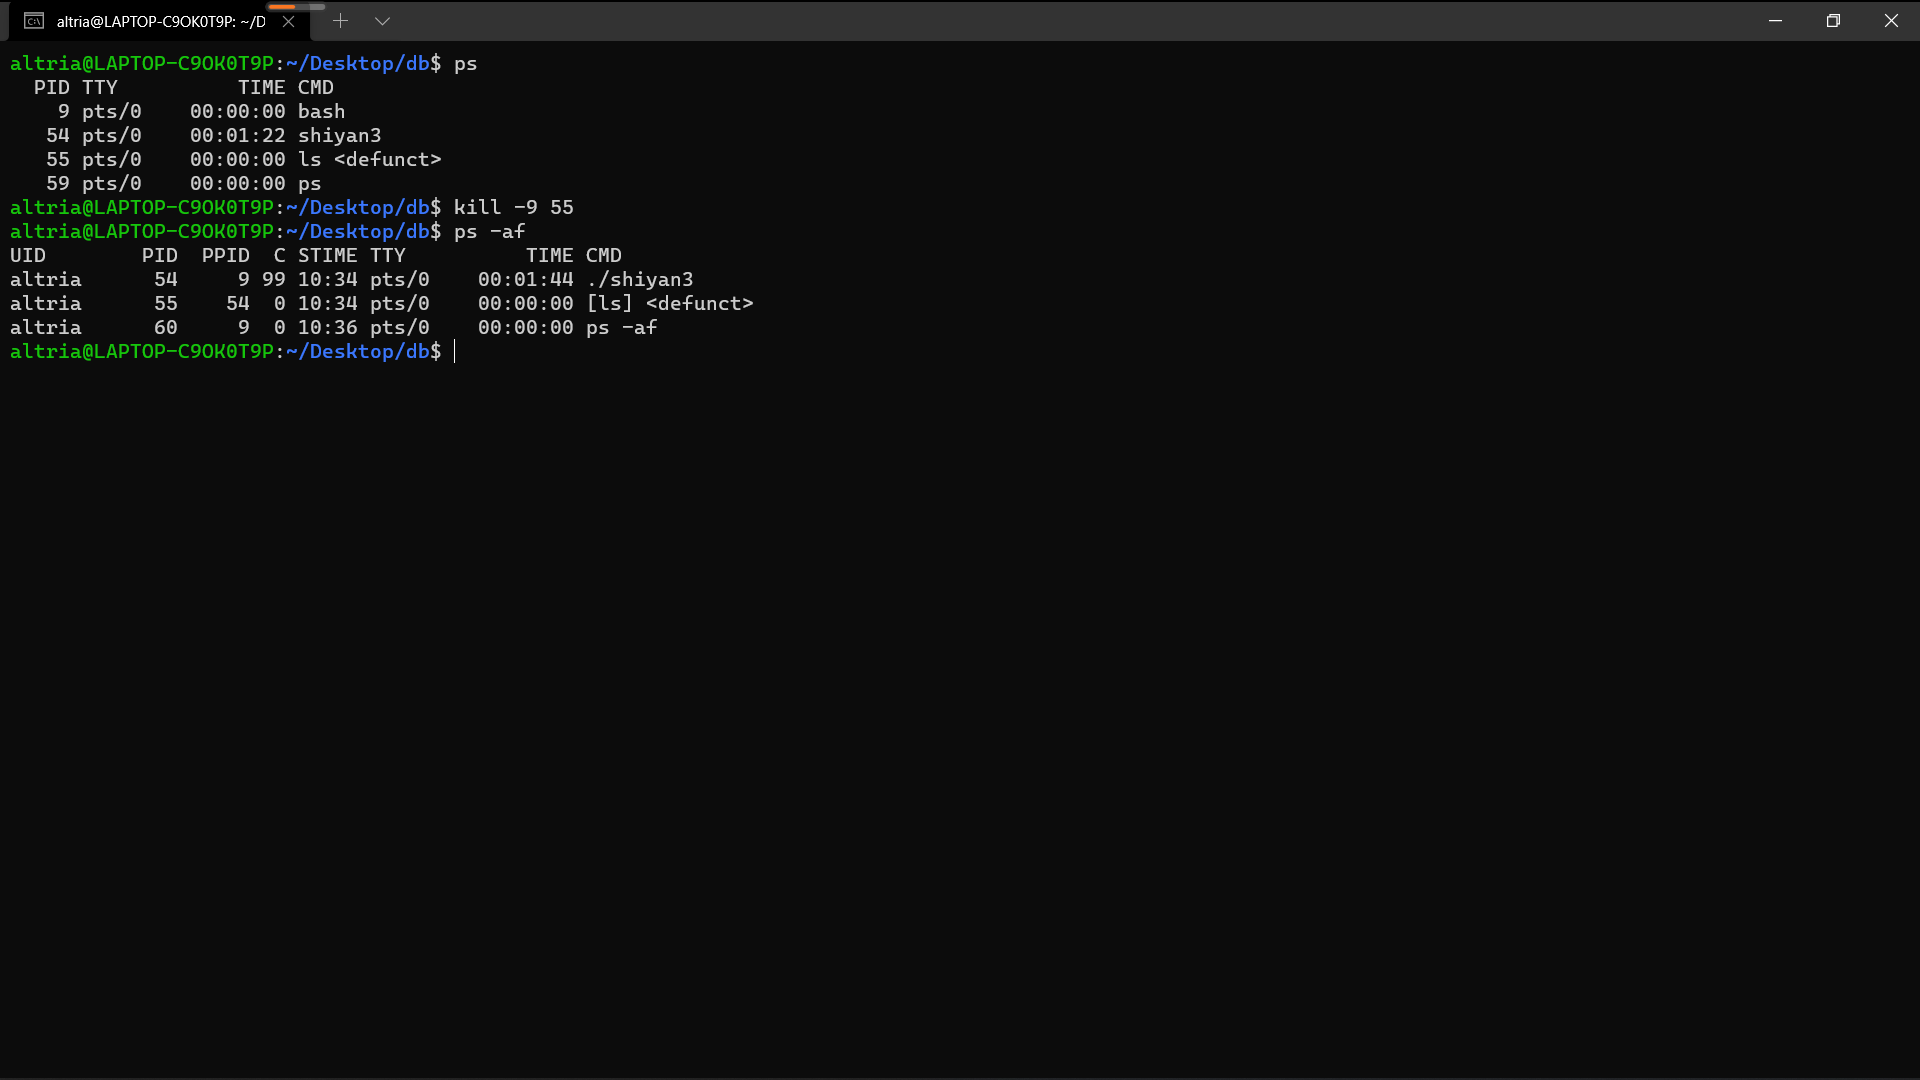 altria@LAPTOP-C9OK0T9P: ~/D
altria@LAPTOP-C9OK0T9P:~/Desktop/db$ ps
  PID TTY          TIME CMD
    9 pts/0    00:00:00 bash
   54 pts/0    00:01:22 shiyan3
   55 pts/0    00:00:00 ls <defunct>
   59 pts/0    00:00:00 ps
altria@LAPTOP-C9OK0T9P:~/Desktop/db$ kill -9 55
altria@LAPTOP-C9OK0T9P:~/Desktop/db$ ps -af
UID        PID  PPID  C STIME TTY          TIME CMD
altria      54     9 99 10:34 pts/0    00:01:44 ./shiyan3
altria      55    54  0 10:34 pts/0    00:00:00 [ls] <defunct>
altria      60     9  0 10:36 pts/0    00:00:00 ps -af
altria@LAPTOP-C9OK0T9P:~/Desktop/db$